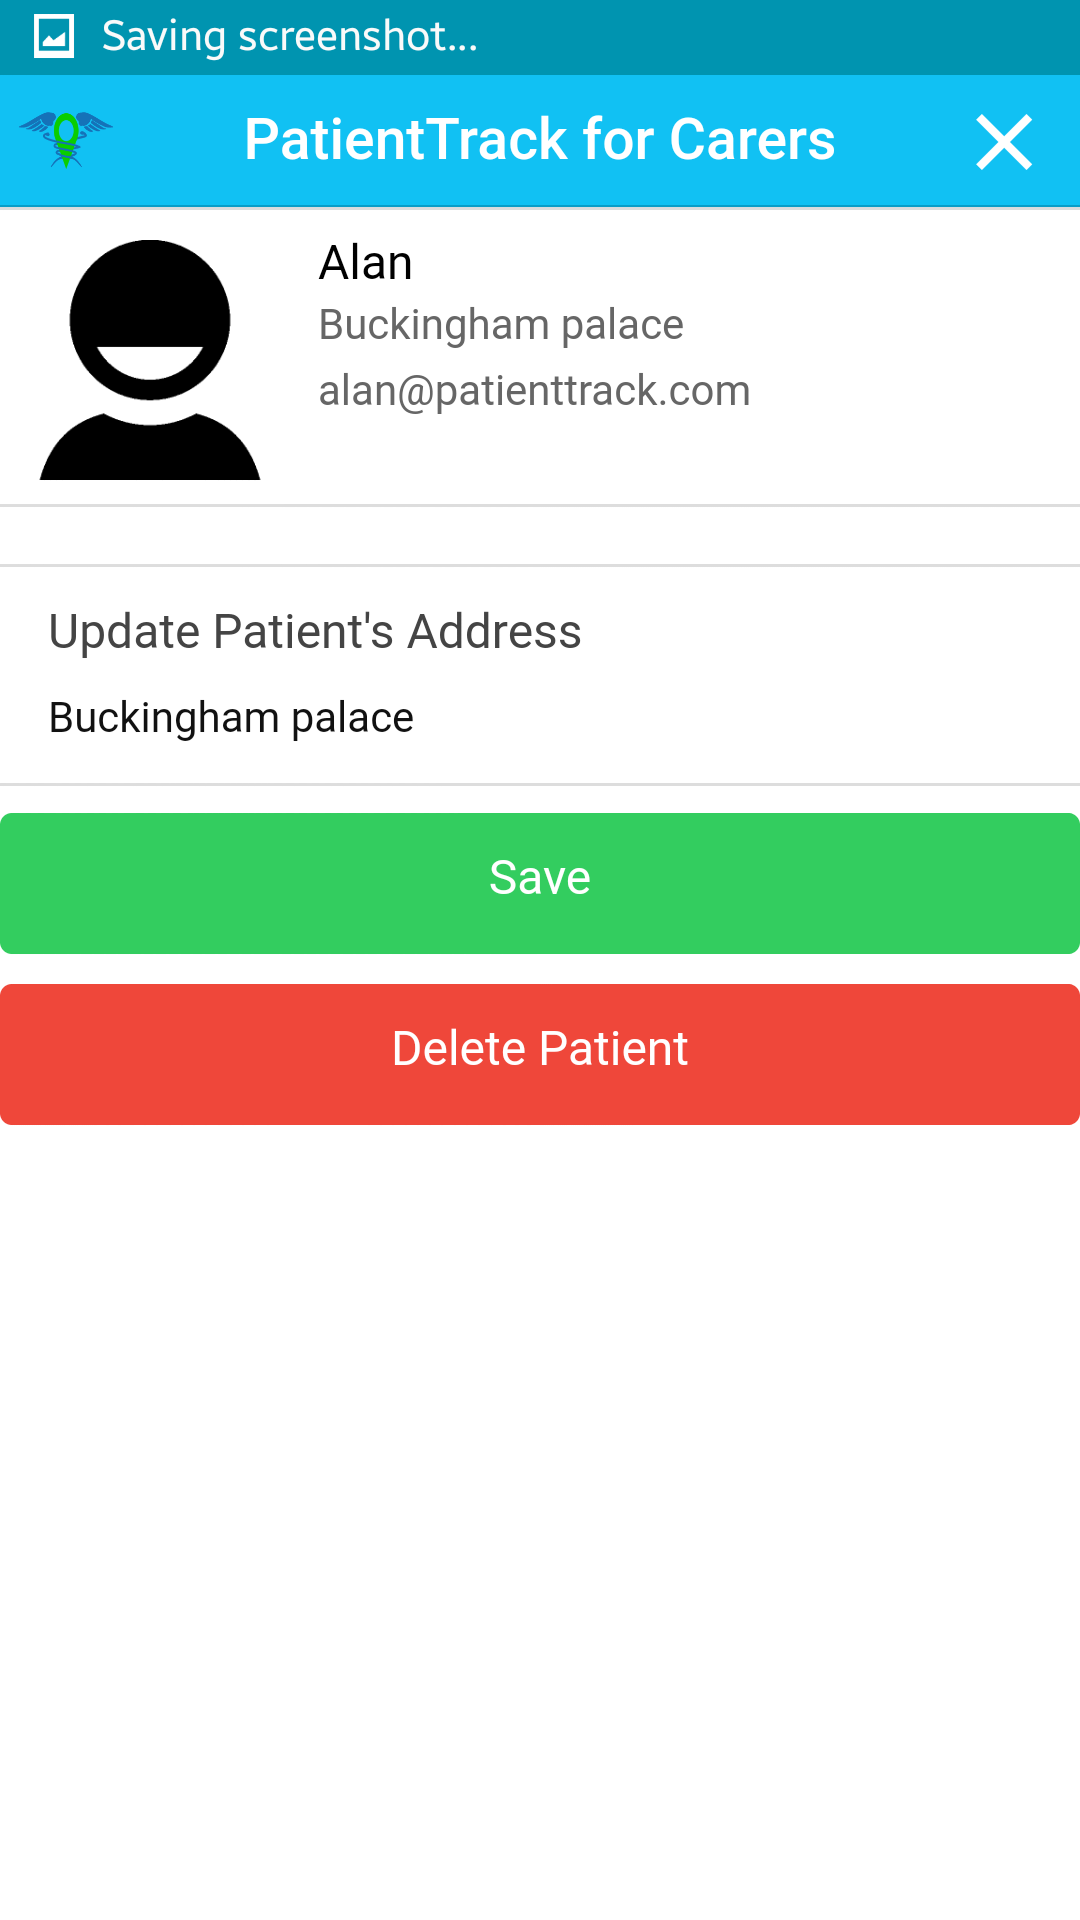 Saving screenshot...
PatientTrack for Carers
Alan
Buckingham palace
alan@patienttrack.com
Update Patient's Address
Buckingham palace
Save
Delete Patient